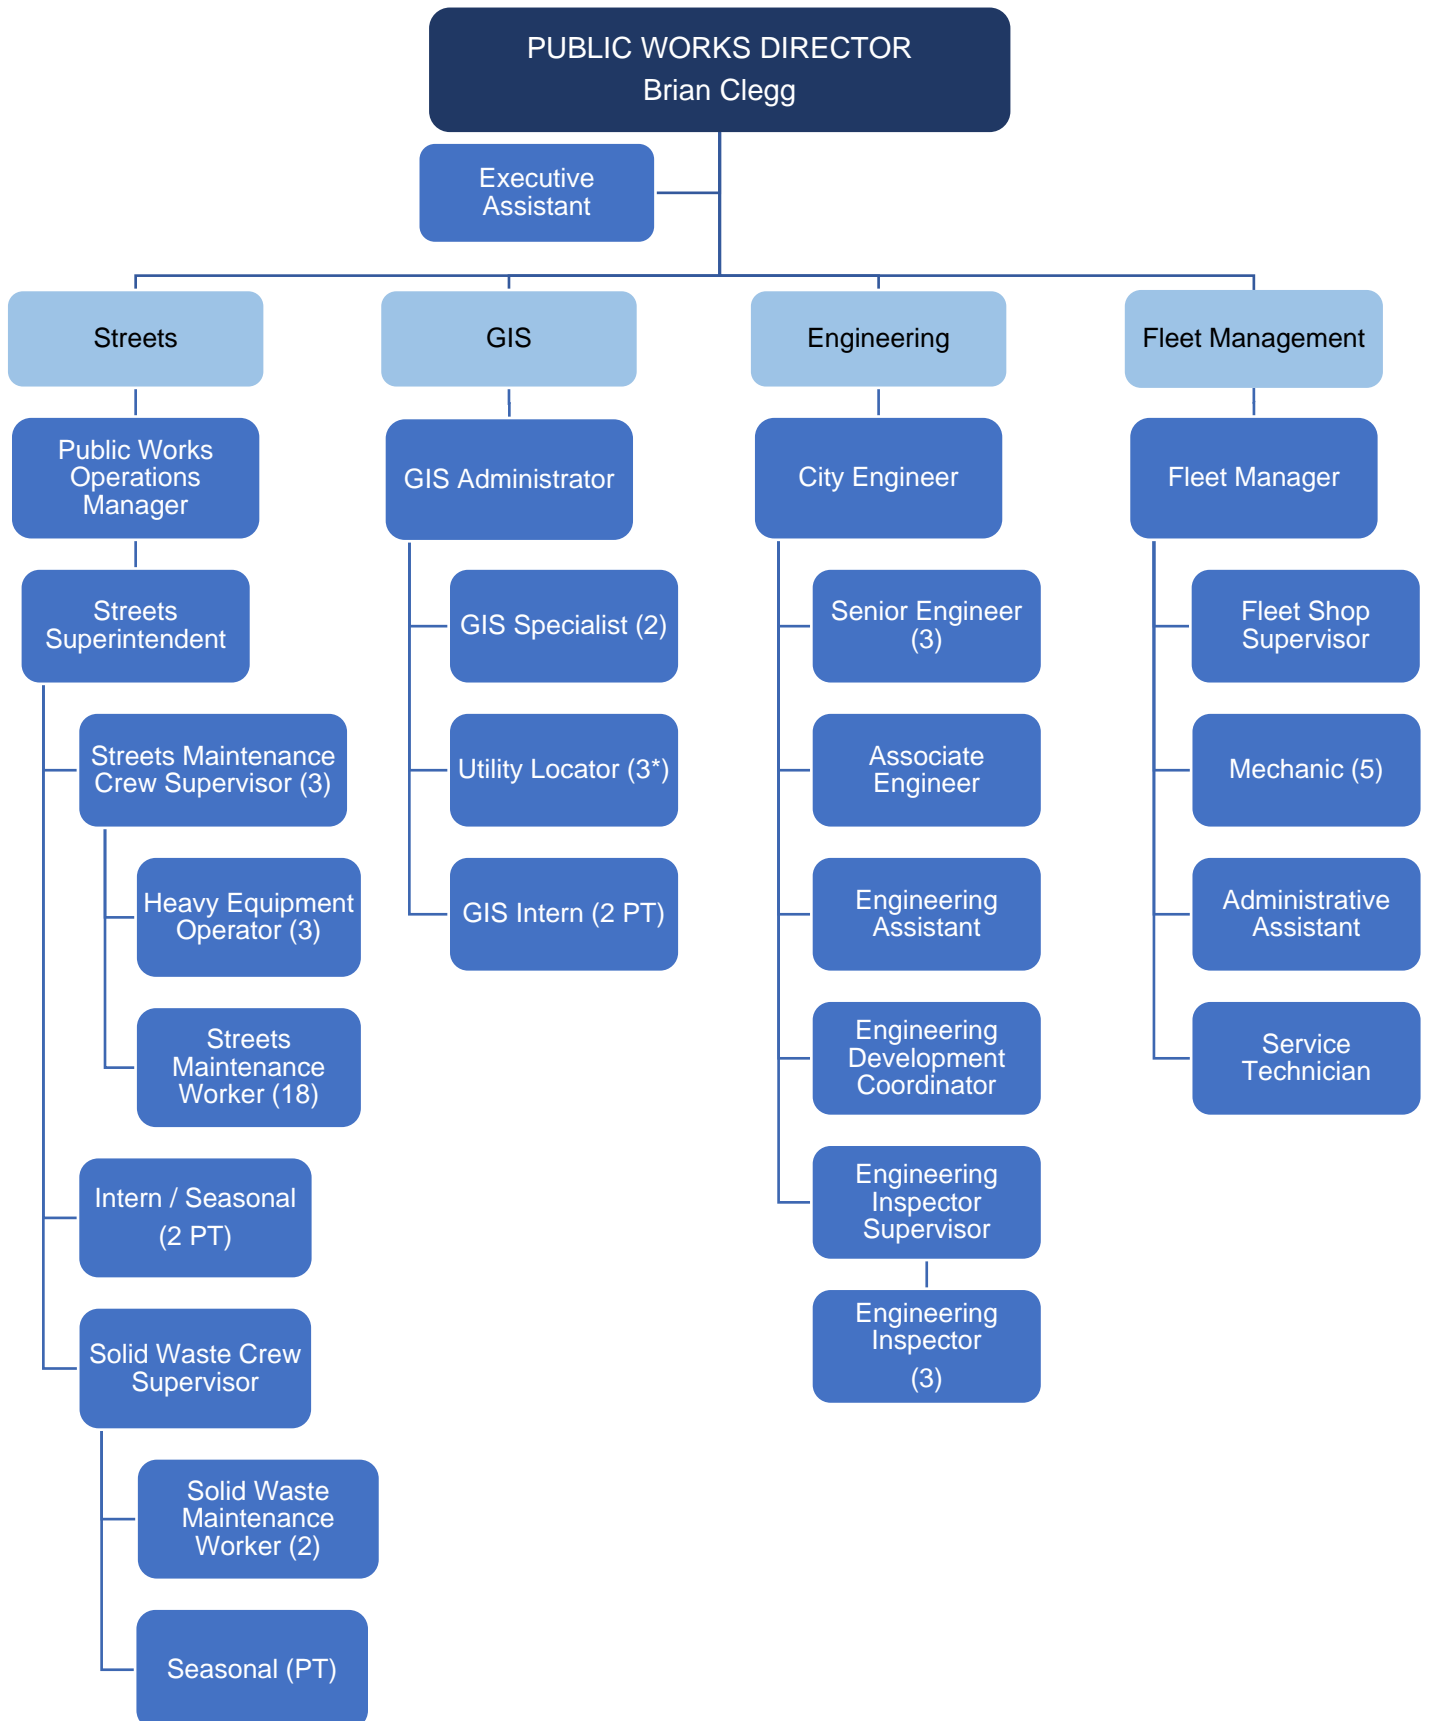 PUBLIC WORKS DIRECTOR
Brian Clegg
Executive
Assistant
Streets
GIS
Engineering
Fleet Management
Public Works
Operations
Manager
GIS Administrator
City Engineer
Fleet Manager
Streets
Superintendent
GIS Specialist (2)
Senior Engineer
(3)
Fleet Shop
Supervisor
Streets Maintenance
Crew Supervisor (3)
Utility Locator (3*)
Associate
Engineer
Mechanic (5)
Heavy Equipment
Operator (3)
GIS Intern (2 PT)
Engineering
Assistant
Administrative
Assistant
Streets
Maintenance
Worker (18)
Engineering
Development
Coordinator
Service
Technician
Intern / Seasonal
(2 PT)
Engineering
Inspector
Supervisor
Solid Waste Crew
Supervisor
Engineering
Inspector
(3)
Solid Waste
Maintenance
Worker (2)
Seasonal (PT)